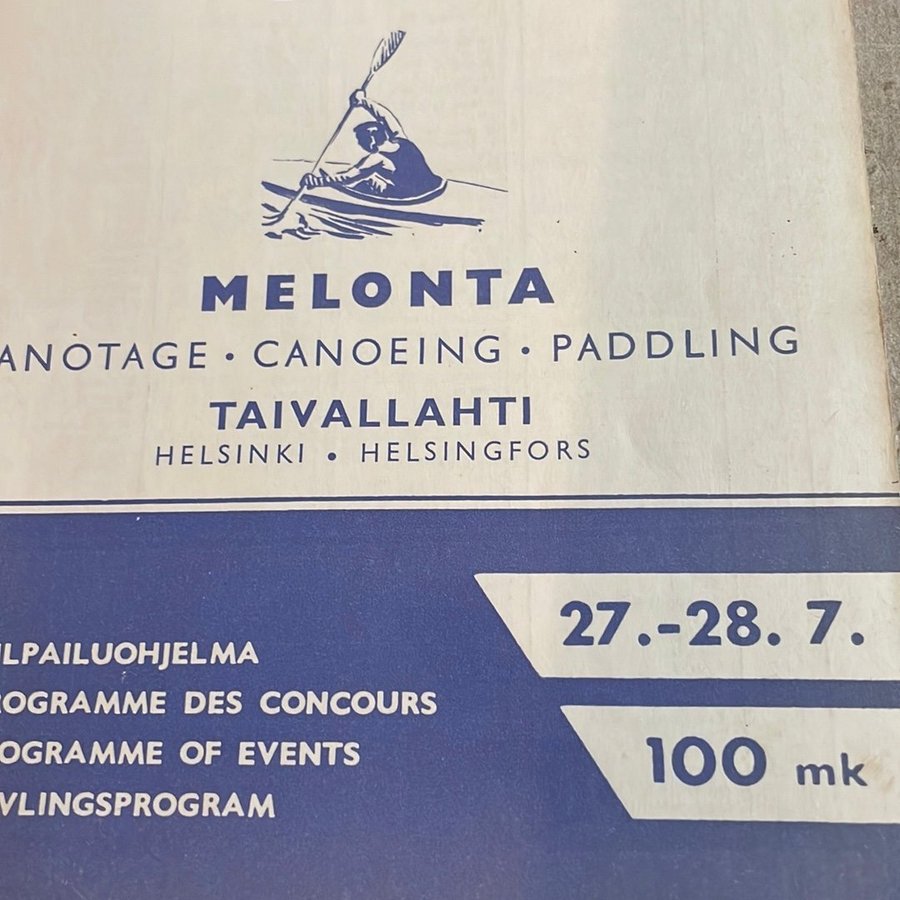 MELONTA
ANOTAGE · CANOEING · PADDLING
TAIVALLAHTI
HELSINKI • HELSINGFORS
27.-28. 7.
LPAILUOHJELMA
ROGRAMME DES CONCOURS
OGRAMME OF EVENTS
VLINGSPROGRAM
100 mk